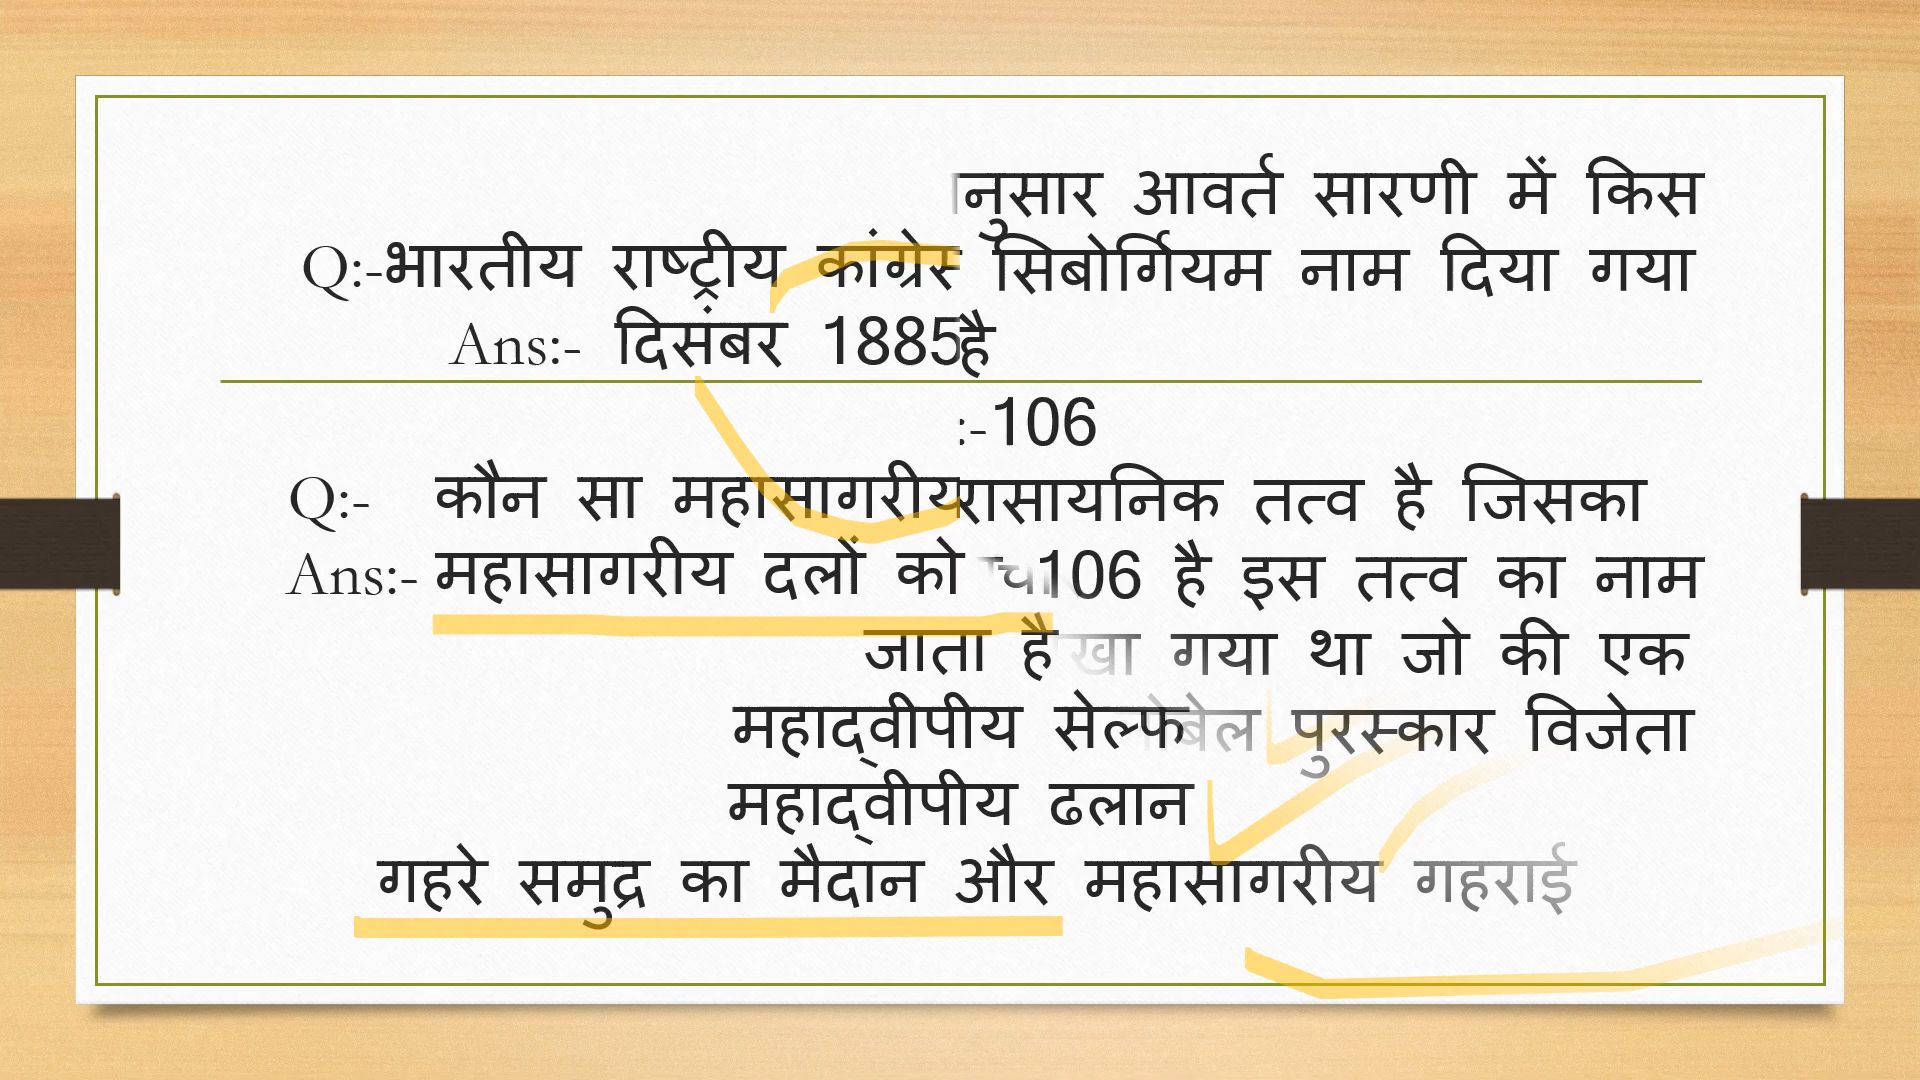 नुसार आवर्त सारणी में किस
Q:-भारतीय राष्ट्रीय कांग्रेस सिबोर्गियम नाम दिया गया
Ans:- दिसंबर 1885है
:-106
Q:- कौन सा महासागरीय रासायनिक तत्व है जिसका
Ans:- महासागरीय दलों को 106 है इस तत्व का नाम
जाता है खा गया था जो की एक
महाद्वीपीय सेल्फ बेल पुरस्कार विजेता
महाद्वीपीय ढलान
गहरे समुद्र का मैदान और महासागरीय गहराई